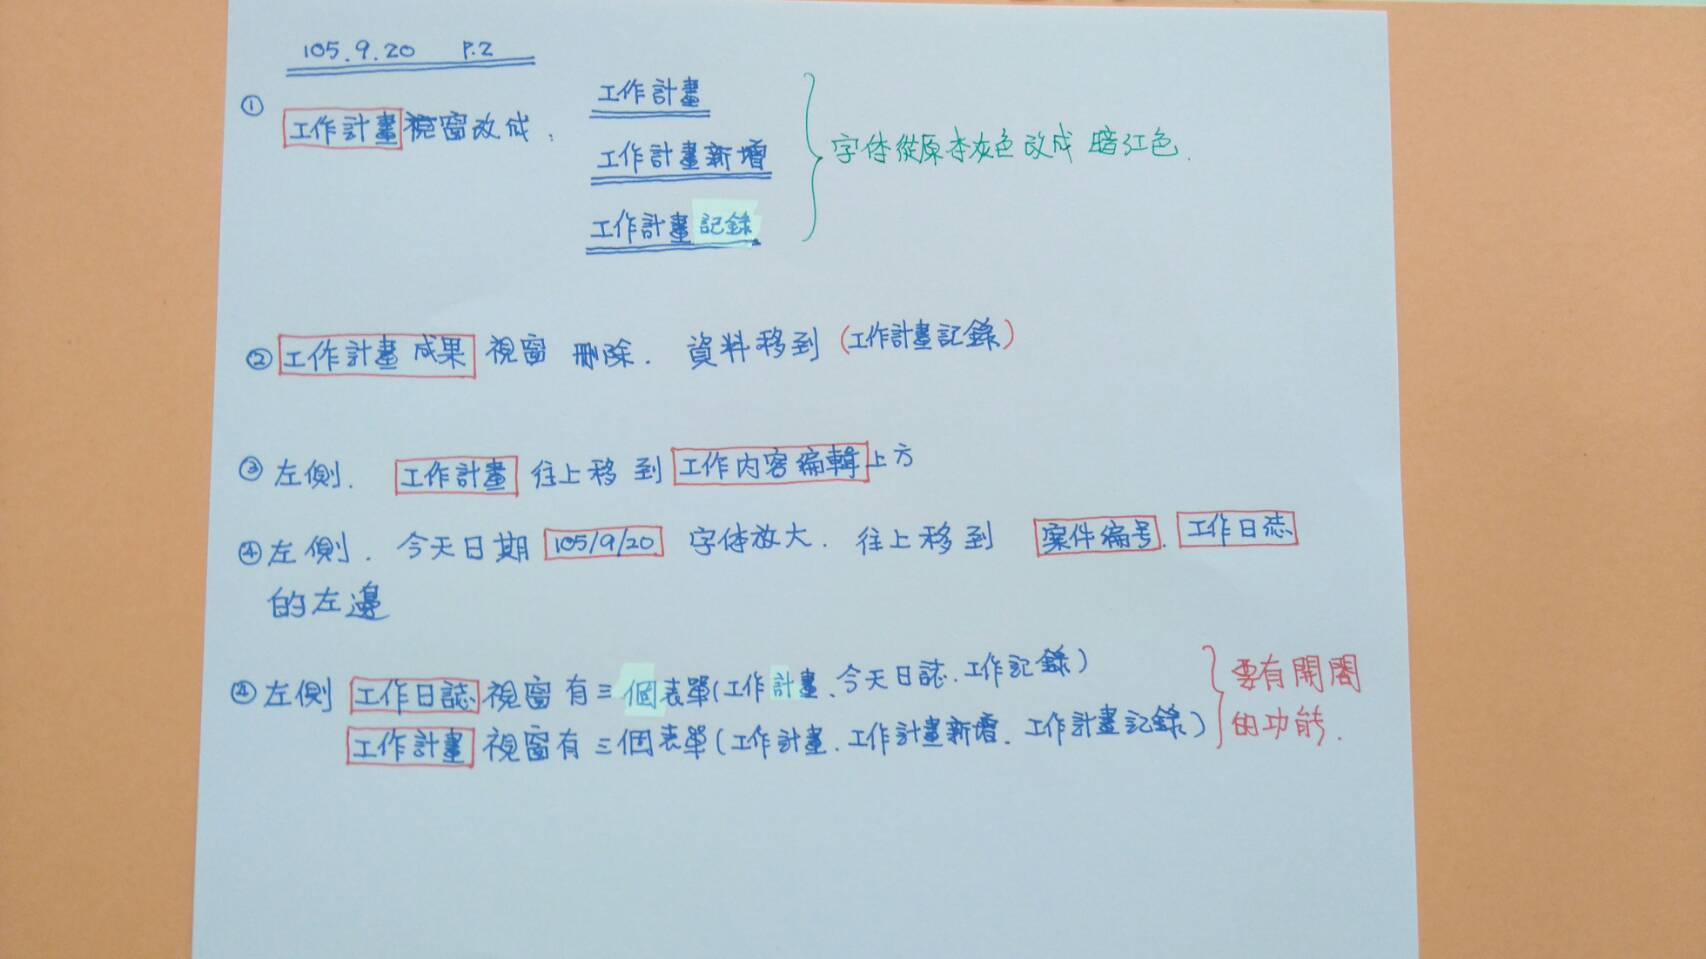 105.9.20 P.2
① 工作計畫視窗改成:
工作計畫
工作計畫新增
工作計畫記錄
字体從原本灰色改成 暗紅色.
② 工作計畫成果 視窗 刪除. 資料移到 (工作計畫記錄)
③ 左側. 工作計畫 往上移 到 工作內容編輯上方
④ 左側. 今天日期 105/9/20 字体放大. 往上移到 案件編号. 工作日誌
的左邊
④ 左側 工作日誌 視窗有三個表單(工作計畫、今天日誌、工作記錄)
工作計畫 視窗有三個表單(工作計畫、工作計畫新增、工作計畫記錄)
要有開闔
的功能.